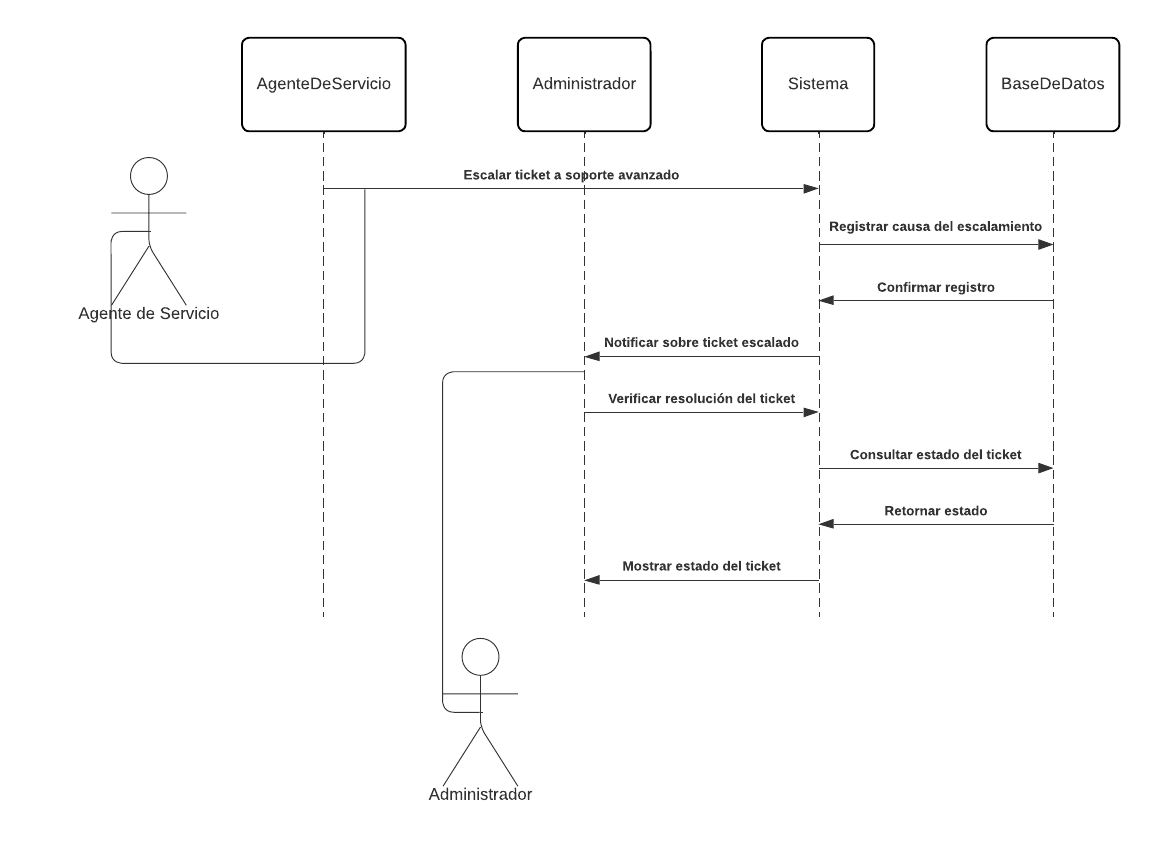 AgenteDeServicio
Administrador
Sistema
BaseDeDatos
Escalar ticket a soporte avanzado
Registrar causa del escalamiento
Confirmar registro
Agente de Servicio
Notificar sobre ticket escalado
Verificar resolución del ticket
Consultar estado del ticket
Retornar estado
Mostrar estado del ticket
Administrador